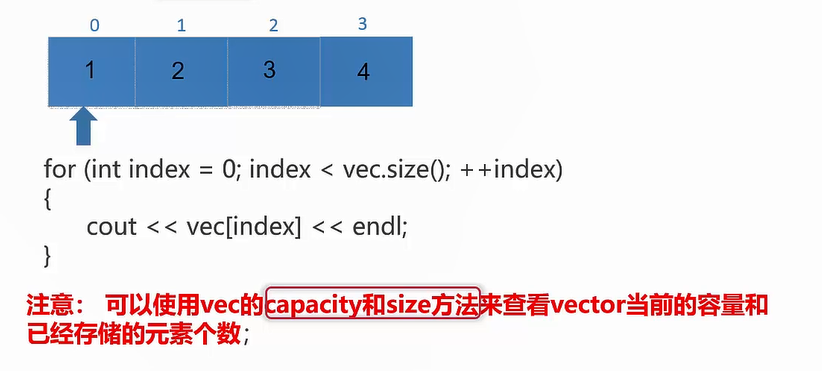 0 1 2 3
1 2 3 4
for (int index = 0; index < vec.size(); ++index)
{
cout << vec[index] << endl;
}
注意： 可以使用vec的capacity和size方法来查看vector当前的容量和
已经存储的元素个数；